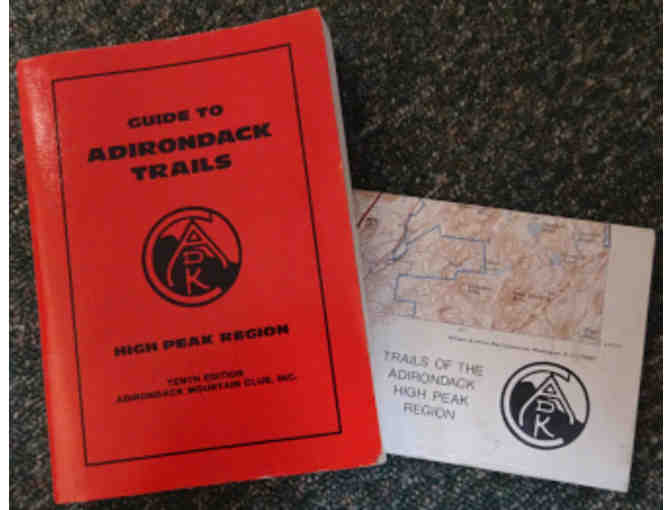 GUIDE TO
ADIRONDACK
TRAILS
ADK
HIGH PEAK REGION
TENTH EDITION
ADIRONDACK MOUNTAIN CLUB, INC.
TRAILS OF THE
ADIRONDACK
HIGH PEAK
REGION
ADK